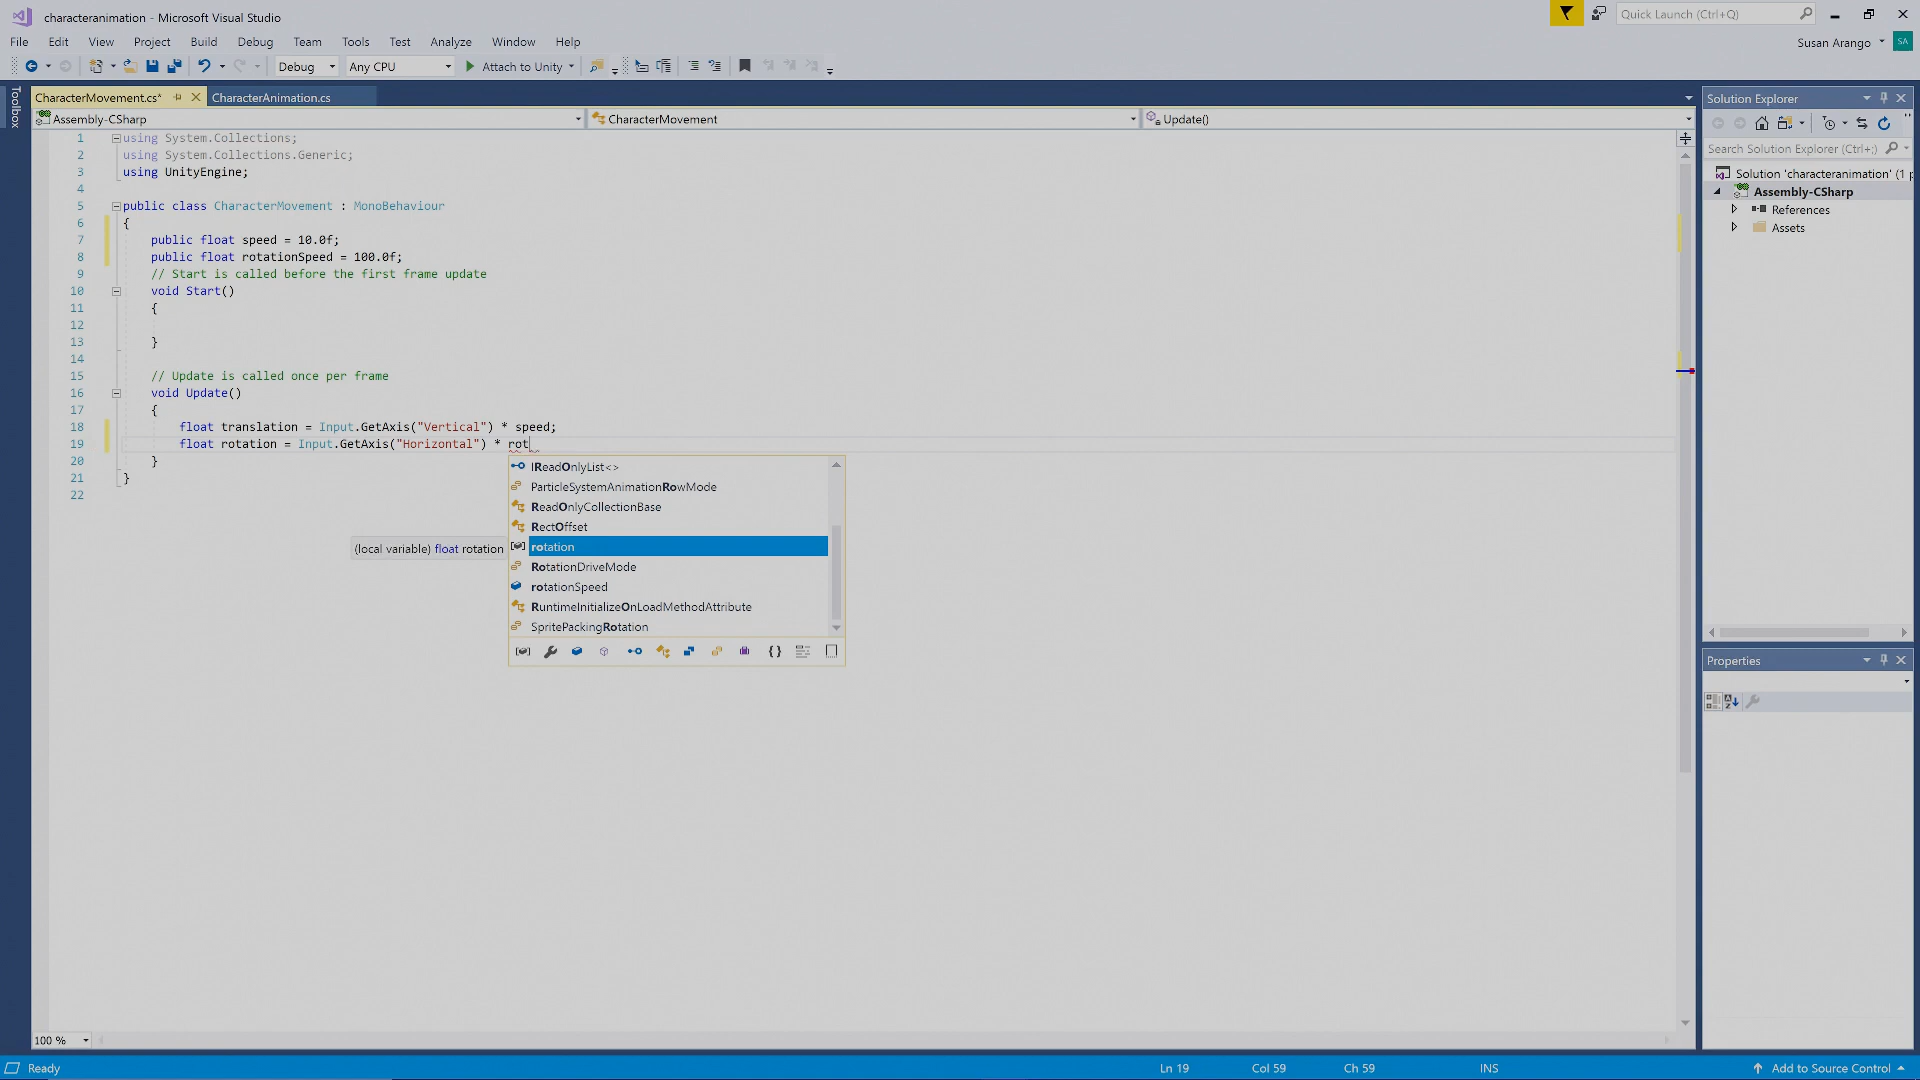 characteranimation - Microsoft Visual Studio
Quick Launch (Ctrl+Q)
File Edit View Project Build Debug Team Tools Test Analyze Window Help
Susan Arango
SA
Debug
Any CPU
Attach to Unity
Toolbox
CharacterMovement.cs*
CharacterAnimation.cs
Assembly-CSharp
CharacterMovement
Update()
1 using System.Collections;
2 using System.Collections.Generic;
3 using UnityEngine;
4
5 public class CharacterMovement : MonoBehaviour
6 {
7 public float speed = 10.0f;
8 public float rotationSpeed = 100.0f;
9 // Start is called before the first frame update
10 void Start()
11 {
12
13 }
14
15 // Update is called once per frame
16 void Update()
17 {
18 float translation = Input.GetAxis("Vertical") * speed;
19 float rotation = Input.GetAxis("Horizontal") * rot
20 }
21 }
22
IReadOnlyList<>
ParticleSystemAnimationRowMode
ReadOnlyCollectionBase
RectOffset
(local variable) float rotation
rotation
RotationDriveMode
rotationSpeed
RuntimeInitializeOnLoadMethodAttribute
SpritePackingRotation
Solution Explorer
Search Solution Explorer (Ctrl+;)
Solution 'characteranimation' (1 p
Assembly-CSharp
References
Assets
Properties
100 %
Ready
Ln 19
Col 59
Ch 59
INS
Add to Source Control